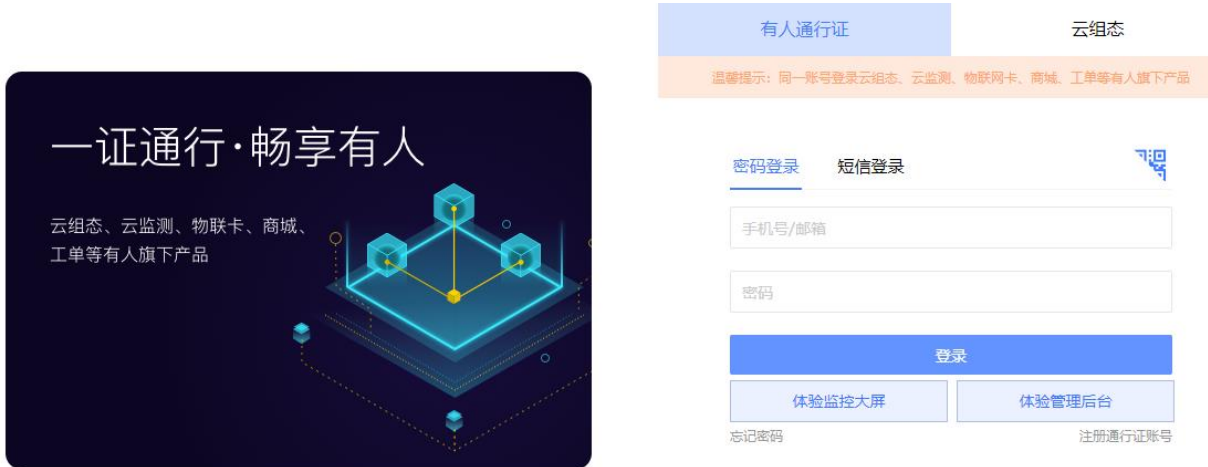 一证通行·畅享有人
云组态、云监测、物联卡、商城、
工单等有人旗下产品
有人通行证
云组态
温馨提示：同一账号登录云组态、云监测、物联网卡、商城、工单等有人旗下产品
密码登录
短信登录
手机号/邮箱
密码
登录
体验监控大屏
体验管理后台
忘记密码
注册通行证账号